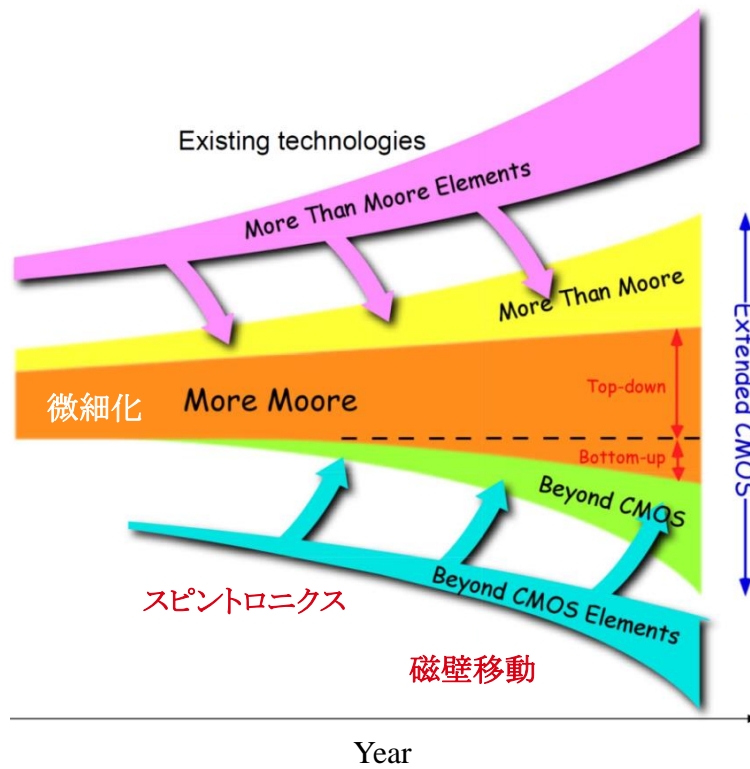 Existing technologies
More Than Moore Elements
More Than Moore
Extended CMOS
Top-down
微細化
More Moore
Bottom-up
Beyond CMOS
スピントロニクス
Beyond CMOS Elements
磁壁移動
Year